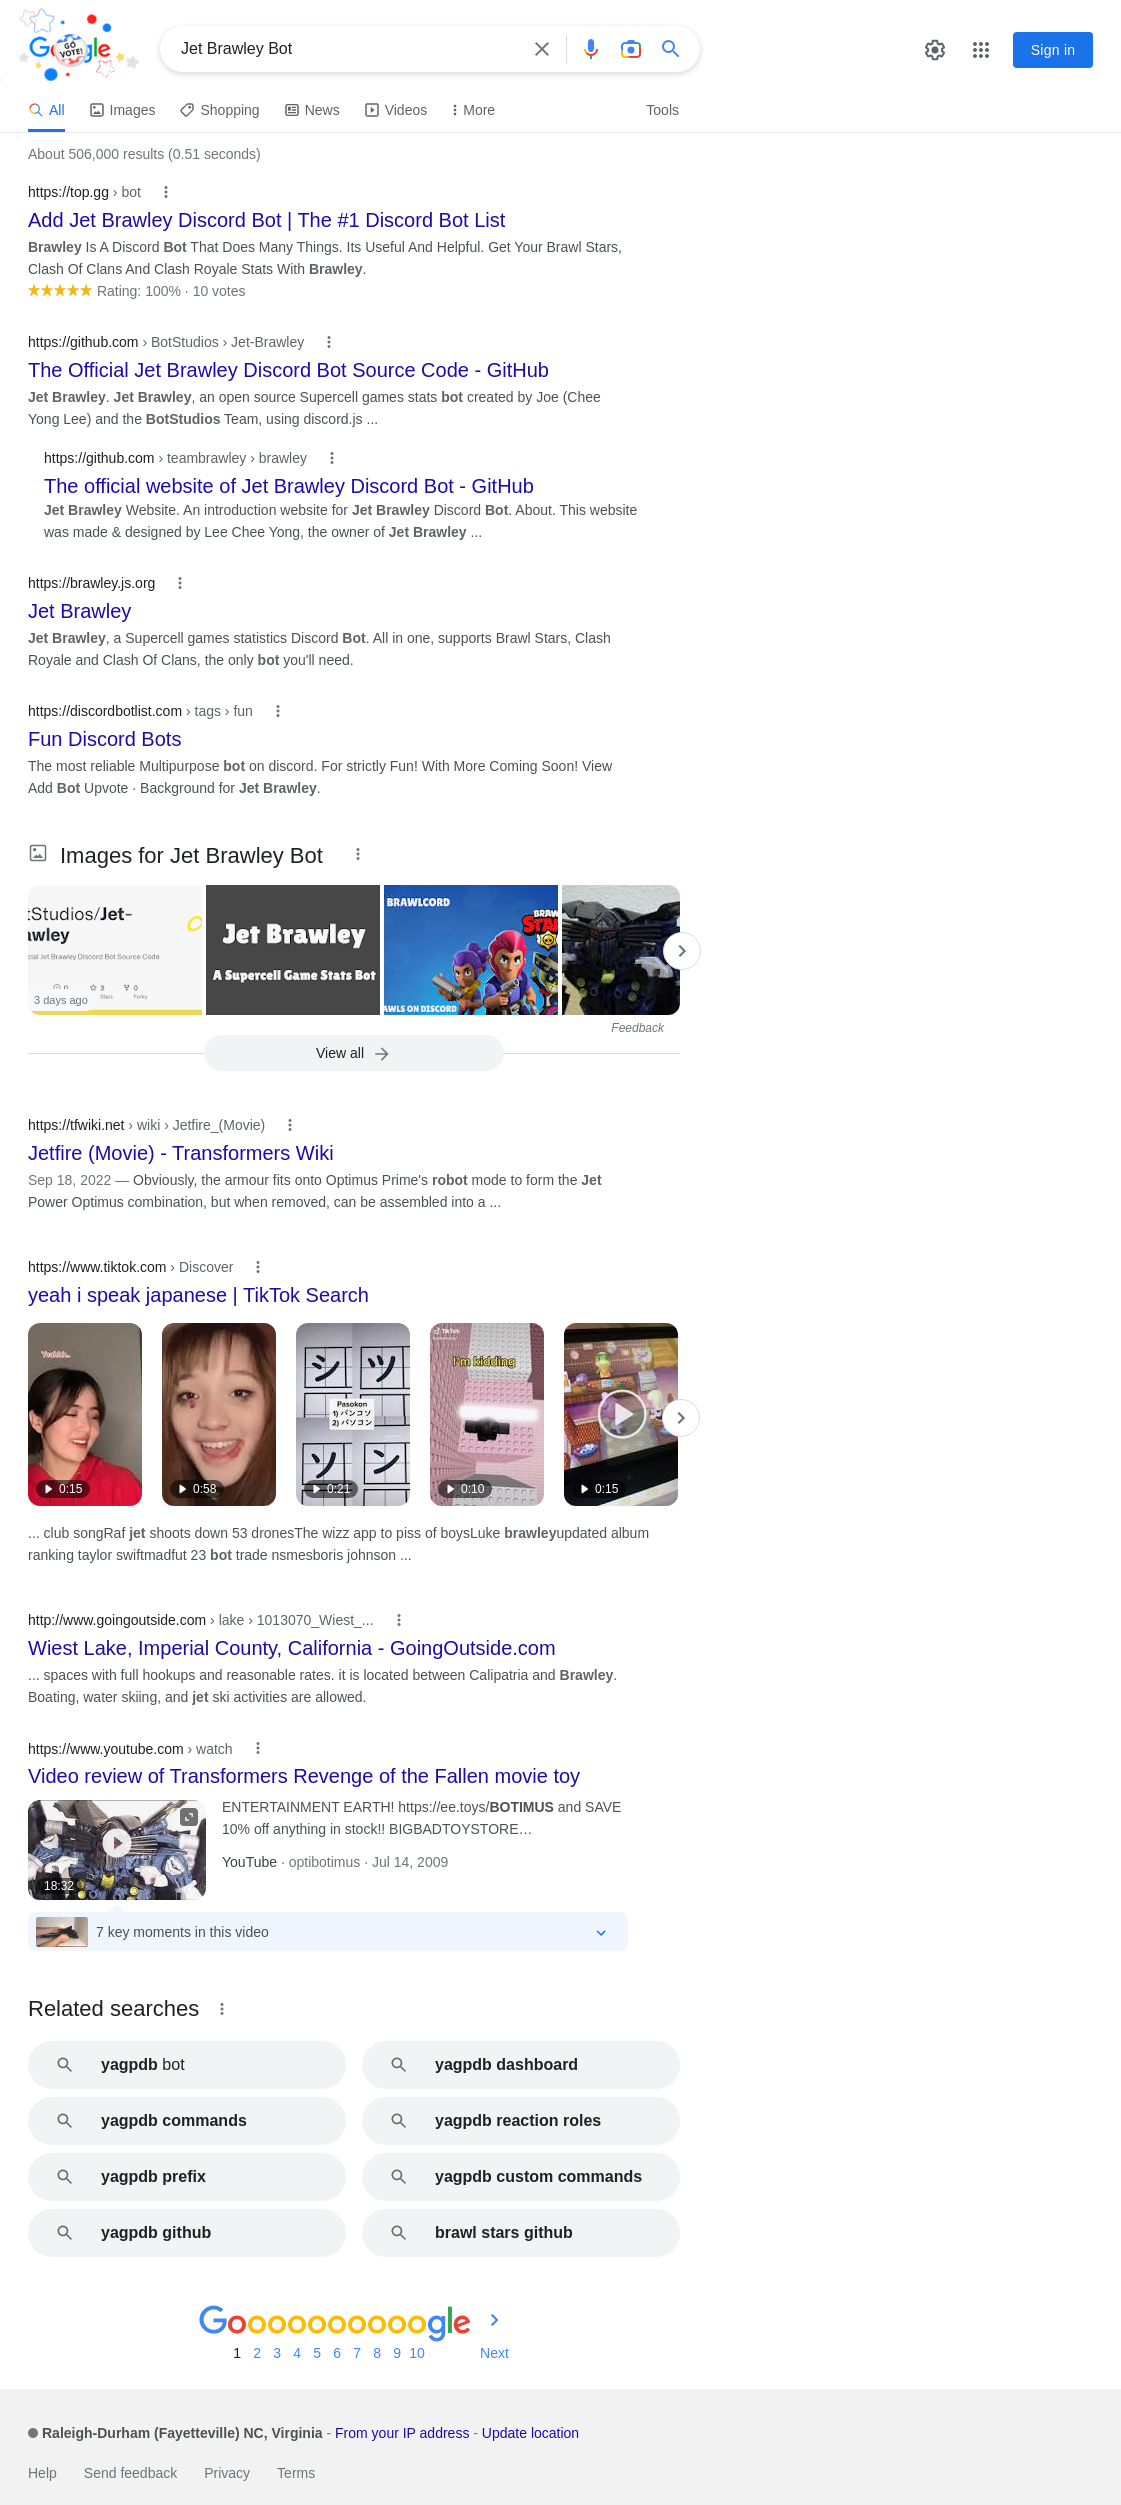 Google
GO VOTE!
Jet Brawley Bot
Sign in
All
Images
Shopping
News
Videos
More
Tools
About 506,000 results (0.51 seconds)
https://top.gg › bot
Add Jet Brawley Discord Bot | The #1 Discord Bot List
Brawley Is A Discord Bot That Does Many Things. Its Useful And Helpful. Get Your Brawl Stars,
Clash Of Clans And Clash Royale Stats With Brawley.
Rating: 100% · 10 votes
https://github.com › BotStudios › Jet-Brawley
The Official Jet Brawley Discord Bot Source Code - GitHub
Jet Brawley. Jet Brawley, an open source Supercell games stats bot created by Joe (Chee
Yong Lee) and the BotStudios Team, using discord.js ...
https://github.com › teambrawley › brawley
The official website of Jet Brawley Discord Bot - GitHub
Jet Brawley Website. An introduction website for Jet Brawley Discord Bot. About. This website
was made & designed by Lee Chee Yong, the owner of Jet Brawley ...
https://brawley.js.org
Jet Brawley
Jet Brawley, a Supercell games statistics Discord Bot. All in one, supports Brawl Stars, Clash
Royale and Clash Of Clans, the only bot you'll need.
https://discordbotlist.com › tags › fun
Fun Discord Bots
The most reliable Multipurpose bot on discord. For strictly Fun! With More Coming Soon! View
Add Bot Upvote · Background for Jet Brawley.
Images for Jet Brawley Bot
tStudios/Jet-
awley
cial Jet Brawley Discord Bot Source Code
0 3 0
Stars Forks
3 days ago
Jet Brawley
A Supercell Game Stats Bot
BRAWLCORD
BRAW
STAR
AWLS ON DISCORD
Feedback
View all
https://tfwiki.net › wiki › Jetfire_(Movie)
Jetfire (Movie) - Transformers Wiki
Sep 18, 2022 — Obviously, the armour fits onto Optimus Prime's robot mode to form the Jet
Power Optimus combination, but when removed, can be assembled into a ...
https://www.tiktok.com › Discover
yeah i speak japanese | TikTok Search
Yeahhh..
0:15
0:58
シ ツ
Pasokon
1) パンコソ
2) パソコン
ソ ン
0:21
TikTok
I'm kidding
0:10
0:15
... club songRaf jet shoots down 53 dronesThe wizz app to piss of boysLuke brawleyupdated album
ranking taylor swiftmadfut 23 bot trade nsmesboris johnson ...
http://www.goingoutside.com › lake › 1013070_Wiest_...
Wiest Lake, Imperial County, California - GoingOutside.com
... spaces with full hookups and reasonable rates. it is located between Calipatria and Brawley.
Boating, water skiing, and jet ski activities are allowed.
https://www.youtube.com › watch
Video review of Transformers Revenge of the Fallen movie toy
ENTERTAINMENT EARTH! https://ee.toys/BOTIMUS and SAVE
10% off anything in stock!! BIGBADTOYSTORE…
YouTube · optibotimus · Jul 14, 2009
18:32
7 key moments in this video
Related searches
yagpdb bot
yagpdb dashboard
yagpdb commands
yagpdb reaction roles
yagpdb prefix
yagpdb custom commands
yagpdb github
brawl stars github
Goooooooooogle
1 2 3 4 5 6 7 8 9 10 Next
Raleigh-Durham (Fayetteville) NC, Virginia - From your IP address - Update location
Help Send feedback Privacy Terms